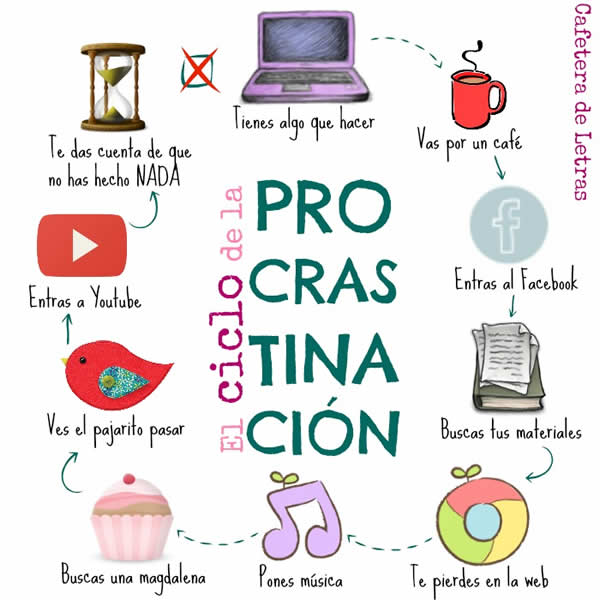 Cafetera de Letras
El ciclo de la
PRO
CRAS
TINA
CIÓN
Tienes algo que hacer
Vas por un café
f
Entras al Facebook
Buscas tus materiales
Te pierdes en la web
Pones música
Buscas una magdalena
Ves el pajarito pasar
Entras a Youtube
Te das cuenta de que
no has hecho NADA